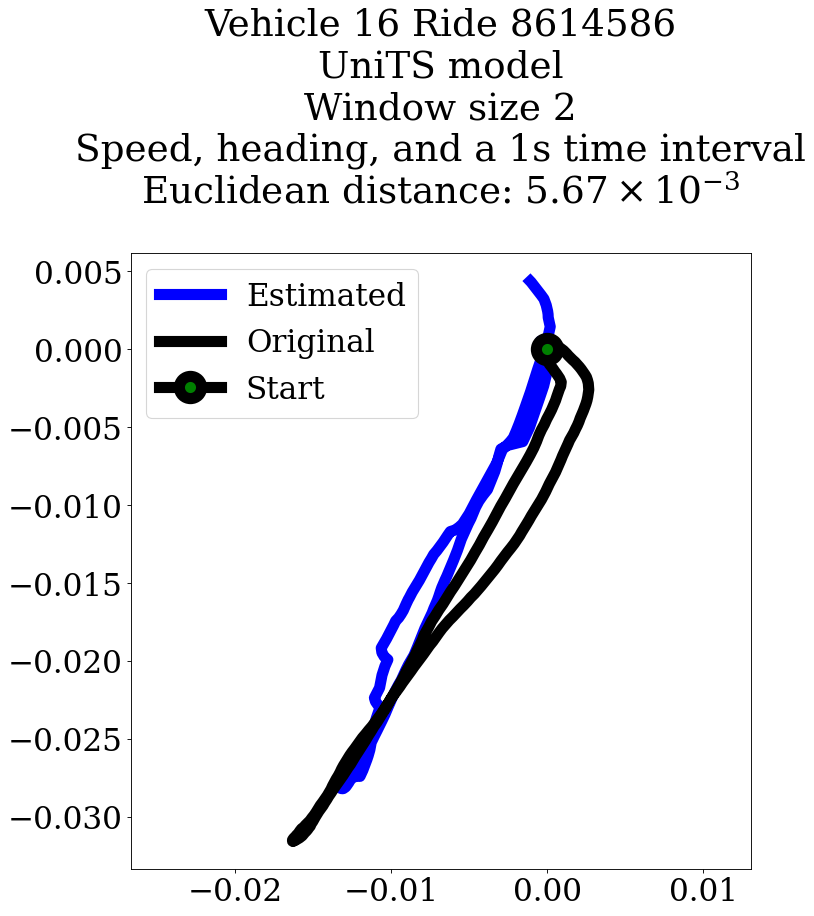 Vehicle 16 Ride 8614586
UniTS model
Window size 2
Speed, heading, and a 1s time interval
Euclidean distance: 5.67 × 10⁻³
Estimated
Original
Start
0.005
0.000
−0.005
−0.010
−0.015
−0.020
−0.025
−0.030
−0.02 −0.01 0.00 0.01